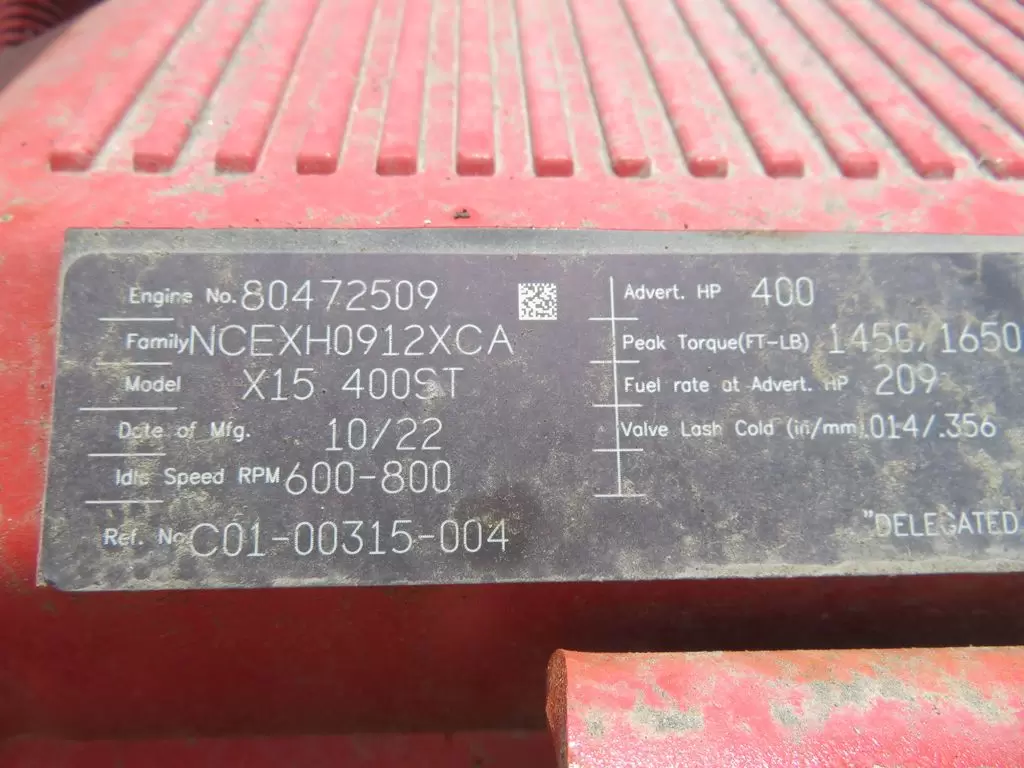 Engine No. 80472509
Family NCEXH0912XCA
Model X15 400ST
Date of Mfg. 10/22
Idle Speed RPM 600-800
Ref. No. C01-00315-004
Advert. HP 400
Peak Torque(FT-LB) 1450/1650
Fuel rate at Advert. HP 209
Valve Lash Cold (in/mm) .014/.356
"DELEGATED